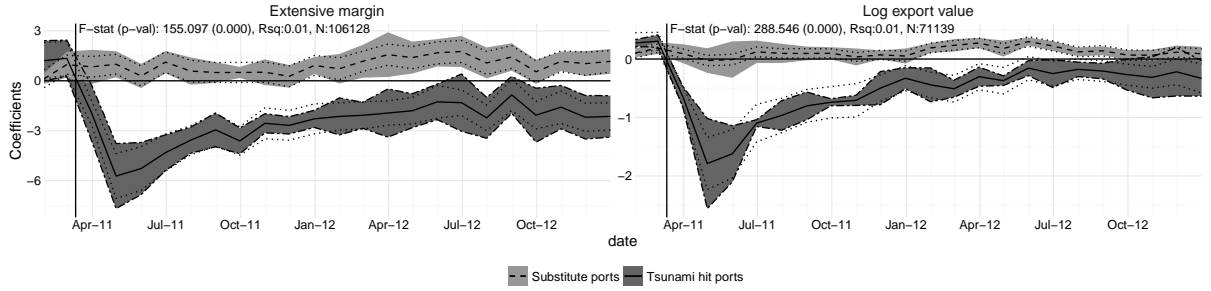 Extensive margin
Log export value
F−stat (p−val): 155.097 (0.000), Rsq:0.01, N:106128
F−stat (p−val): 288.546 (0.000), Rsq:0.01, N:71139
Coefficients
3
0
−3
−6
0
−1
−2
Apr−11 Jul−11 Oct−11 Jan−12 Apr−12 Jul−12 Oct−12
Apr−11 Jul−11 Oct−11 Jan−12 Apr−12 Jul−12 Oct−12
date
Substitute ports Tsunami hit ports